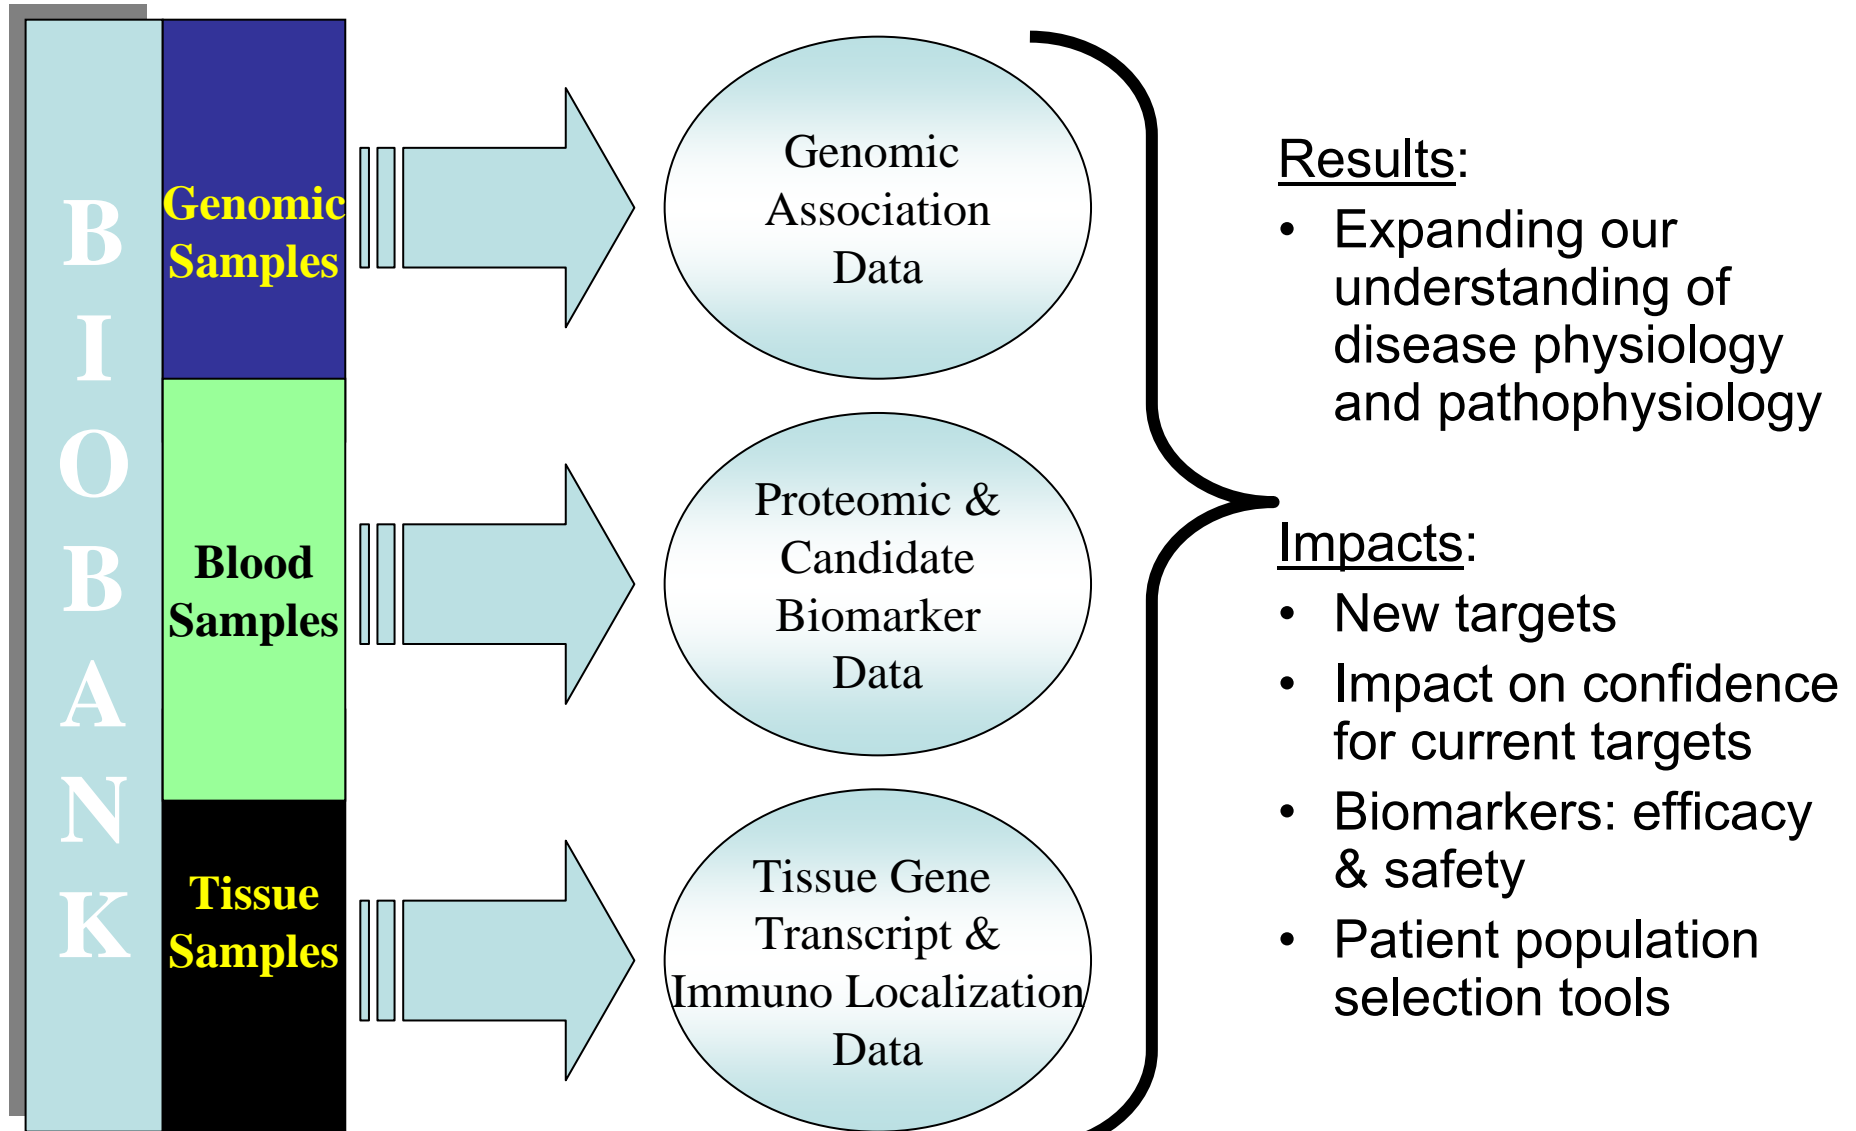 BIOBANK
Genomic
Samples
Blood
Samples
Tissue
Samples
Genomic
Association
Data
Proteomic &
Candidate
Biomarker
Data
Tissue Gene
Transcript &
Immuno Localization
Data
Results:
• Expanding our
understanding of
disease physiology
and pathophysiology
Impacts:
• New targets
• Impact on confidence
for current targets
• Biomarkers: efficacy
& safety
• Patient population
selection tools